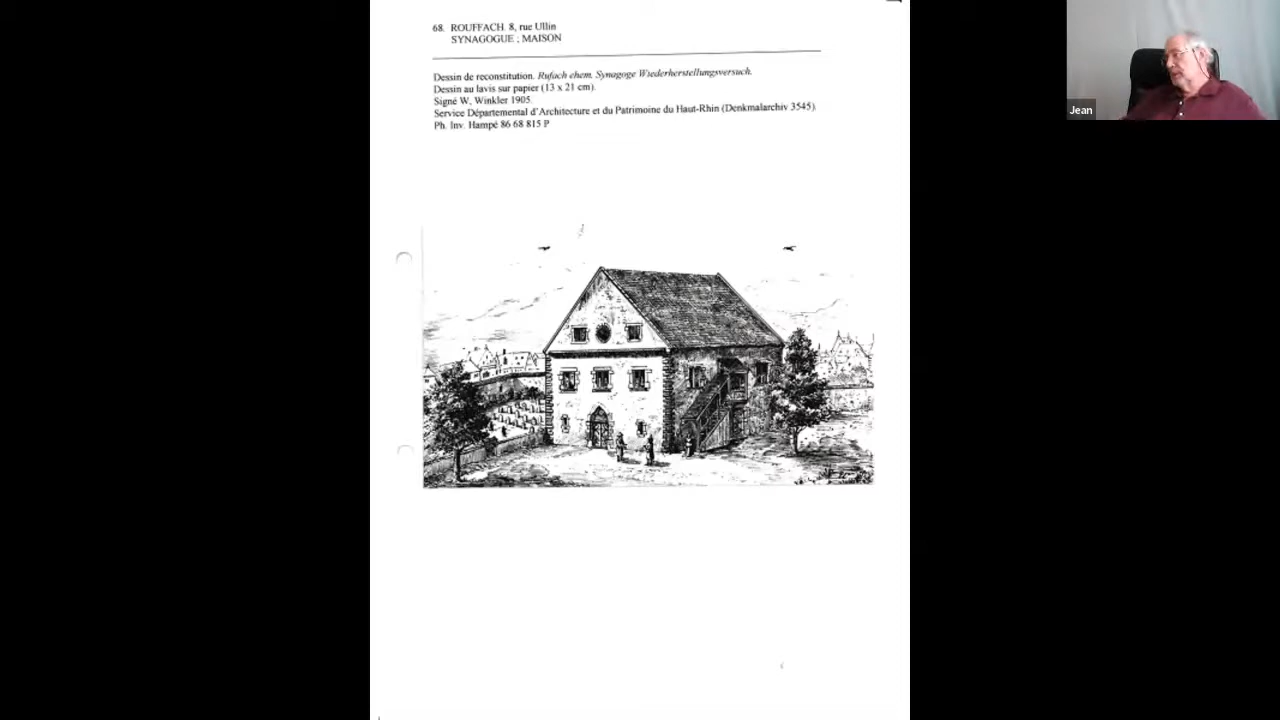 68. ROUFFACH. 8, rue Ullin
SYNAGOGUE ; MAISON
Dessin de reconstitution. Rufach ehem. Synagoge Wiederherstellungsversuch.
Dessin au lavis sur papier (13 x 21 cm).
Signé W. Winkler 1905.
Service Départemental d'Architecture et du Patrimoine du Haut-Rhin (Denkmalarchiv 3545).
Ph. Inv. Hampé 86 68 815 P
Jean